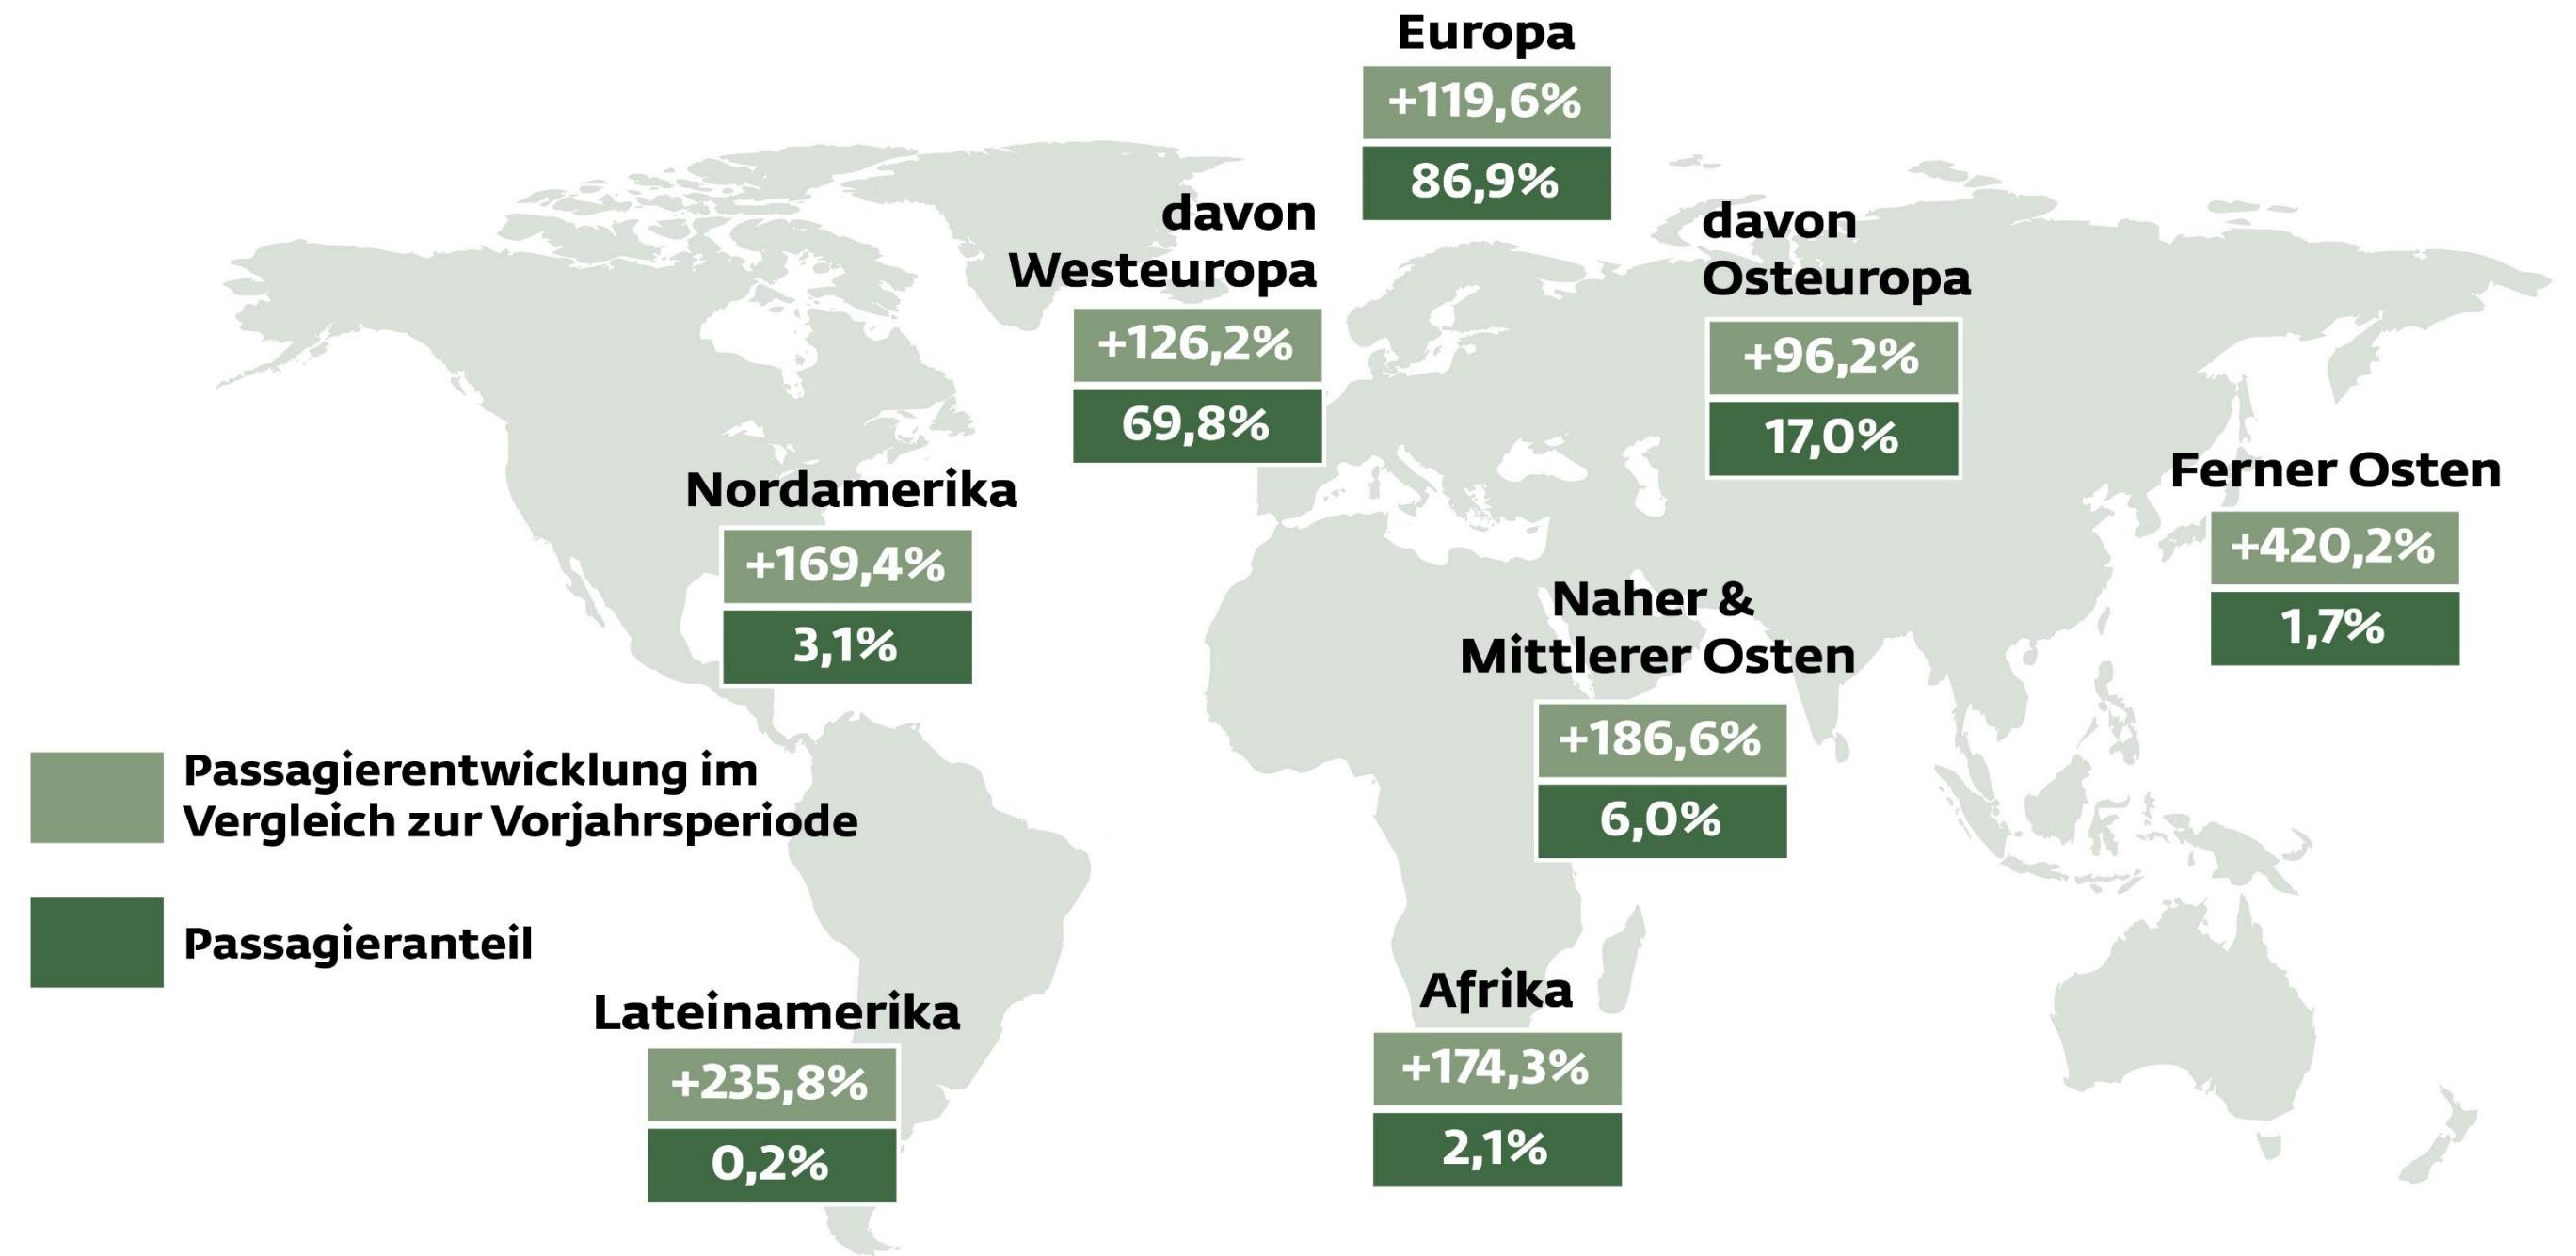 Europa
+119,6%
86,9%
davon
Westeuropa
+126,2%
69,8%
davon
Osteuropa
+96,2%
17,0%
Nordamerika
+169,4%
3,1%
Ferner Osten
+420,2%
1,7%
Naher &
Mittlerer Osten
+186,6%
6,0%
Passagierentwicklung im
Vergleich zur Vorjahrsperiode
Passagieranteil
Lateinamerika
+235,8%
0,2%
Afrika
+174,3%
2,1%